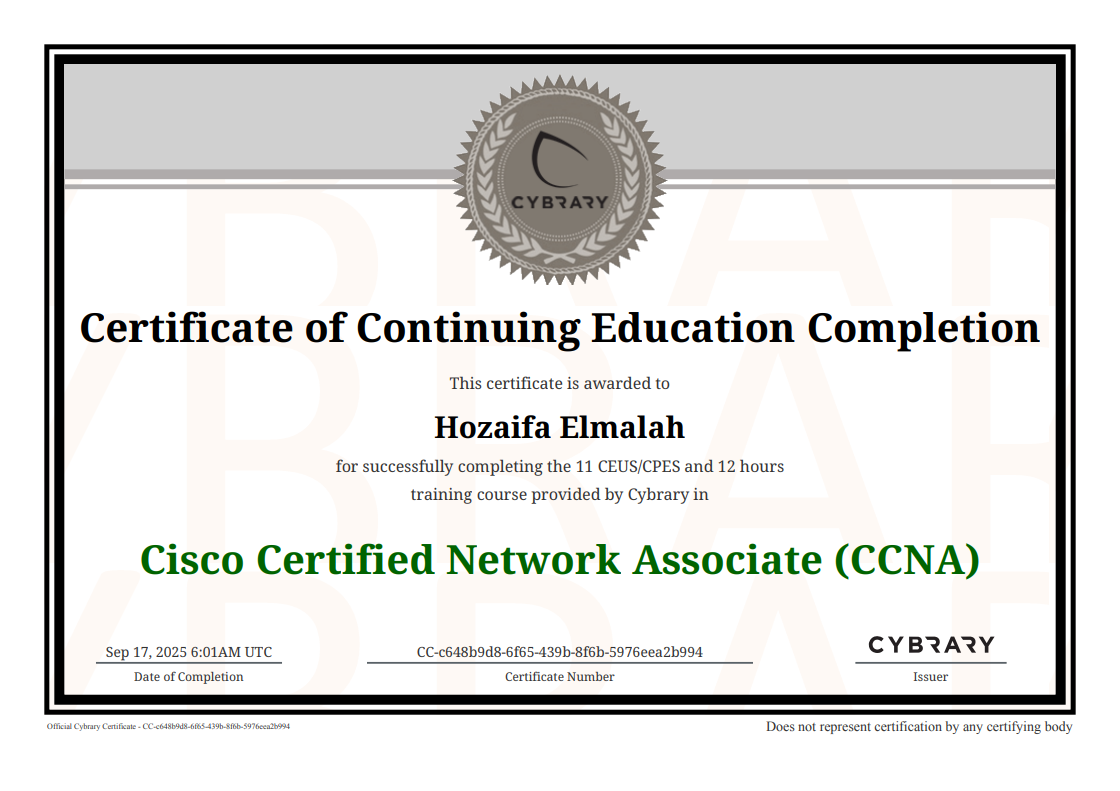 CYBRARY
Certificate of Continuing Education Completion
This certificate is awarded to
Hozaifa Elmalah
for successfully completing the 11 CEUS/CPES and 12 hours
training course provided by Cybrary in
Cisco Certified Network Associate (CCNA)
Sep 17, 2025 6:01AM UTC
Date of Completion
CC-c648b9d8-6f65-439b-8f6b-5976eea2b994
Certificate Number
CYBRARY
Issuer
Official Cybrary Certificate - CC-c648b9d8-6f65-439b-8f6b-5976eea2b994
Does not represent certification by any certifying body